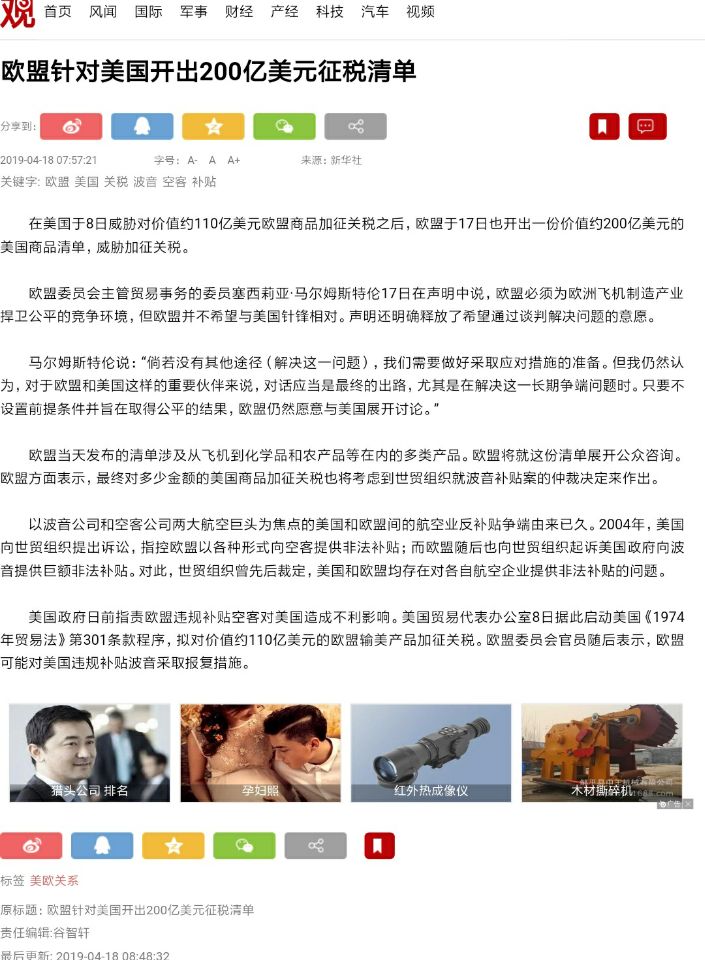 观
首页 风闻 国际 军事 财经 产经 科技 汽车 视频
欧盟针对美国开出200亿美元征税清单
分享到:
2019-04-18 07:57:21 字号： A- A A+ 来源：新华社
关键字: 欧盟 美国 关税 波音 空客 补贴
在美国于8日威胁对价值约110亿美元欧盟商品加征关税之后，欧盟于17日也开出一份价值约200亿美元的
美国商品清单，威胁加征关税。
欧盟委员会主管贸易事务的委员塞西莉亚·马尔姆斯特伦17日在声明中说，欧盟必须为欧洲飞机制造产业
捍卫公平的竞争环境，但欧盟并不希望与美国针锋相对。声明还明确释放了希望通过谈判解决问题的意愿。
马尔姆斯特伦说：“倘若没有其他途径（解决这一问题），我们需要做好采取应对措施的准备。但我仍然认
为，对于欧盟和美国这样的重要伙伴来说，对话应当是最终的出路，尤其是在解决这一长期争端问题时。只要不
设置前提条件并旨在取得公平的结果，欧盟仍然愿意与美国展开讨论。”
欧盟当天发布的清单涉及从飞机到化学品和农产品等在内的多类产品。欧盟将就这份清单展开公众咨询。
欧盟方面表示，最终对多少金额的美国商品加征关税也将考虑到世贸组织就波音补贴案的仲裁决定来作出。
以波音公司和空客公司两大航空巨头为焦点的美国和欧盟间的航空业反补贴争端由来已久。2004年，美国
向世贸组织提出诉讼，指控欧盟以各种形式向空客提供非法补贴；而欧盟随后也向世贸组织起诉美国政府向波
音提供巨额非法补贴。对此，世贸组织曾先后裁定，美国和欧盟均存在对各自航空企业提供非法补贴的问题。
美国政府日前指责欧盟违规补贴空客对美国造成不利影响。美国贸易代表办公室8日据此启动美国《1974
年贸易法》第301条款程序，拟对价值约110亿美元的欧盟输美产品加征关税。欧盟委员会官员随后表示，欧盟
可能对美国违规补贴波音采取报复措施。
猎头公司 排名 孕妇照 红外热成像仪 木材撕碎机
广告
标签 美欧关系
原标题：欧盟针对美国开出200亿美元征税清单
责任编辑:谷智轩
最后更新: 2019-04-18 08:48:32